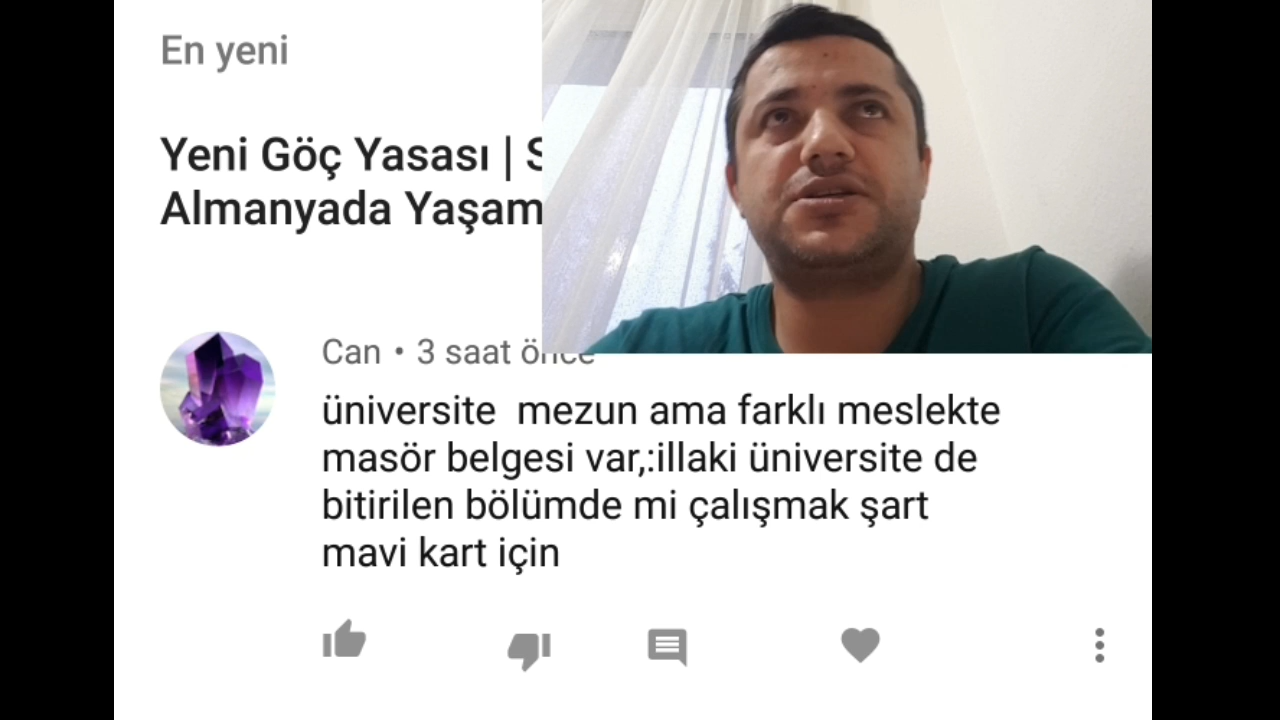 En yeni
Yeni Göç Yasası |
Almanyada Yaşam
Can • 3 saat önce
üniversite  mezun ama farklı meslekte
masör belgesi var,:illaki üniversite de
bitirilen bölümde mi çalışmak şart
mavi kart için